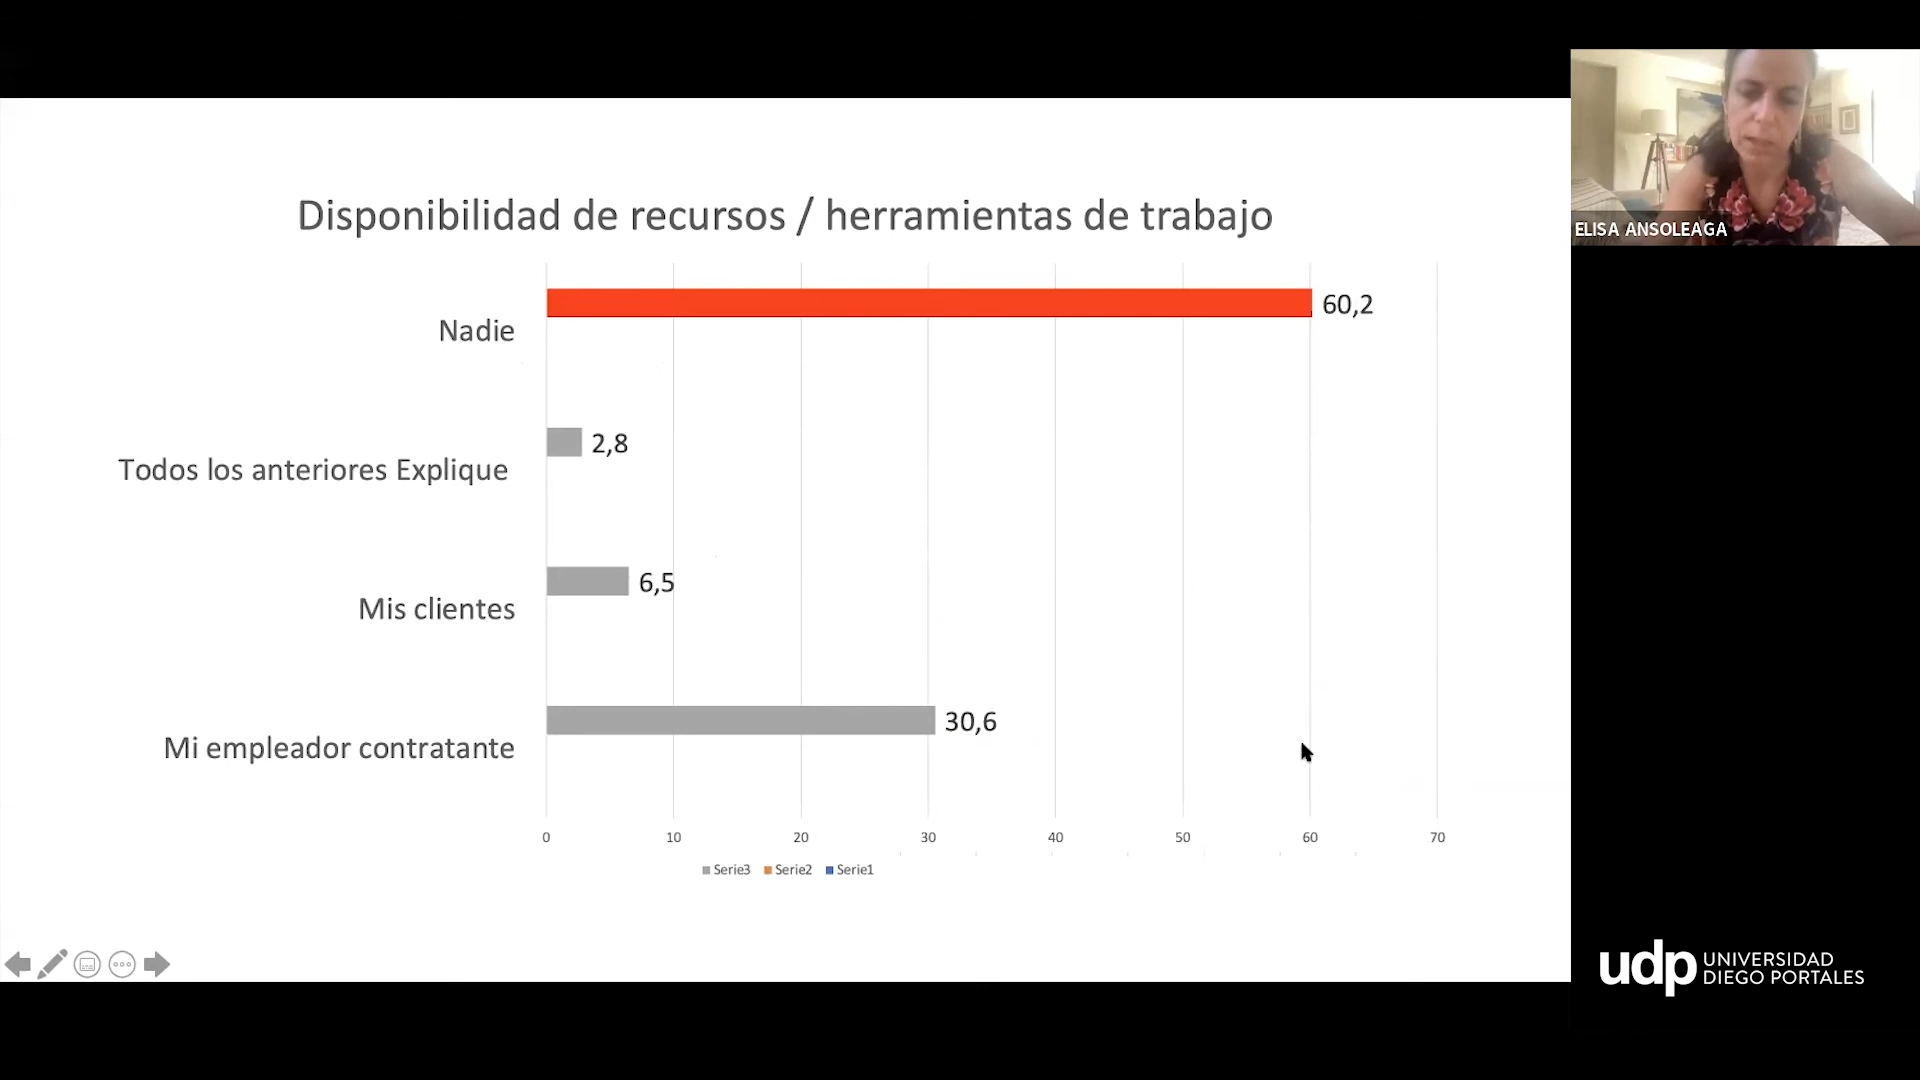 Disponibilidad de recursos / herramientas de trabajo
Nadie
60,2
Todos los anteriores Explique
2,8
Mis clientes
6,5
Mi empleador contratante
30,6
0 10 20 30 40 50 60 70
Serie3 Serie2 Serie1
ELISA ANSOLEAGA
udp UNIVERSIDAD
DIEGO PORTALES